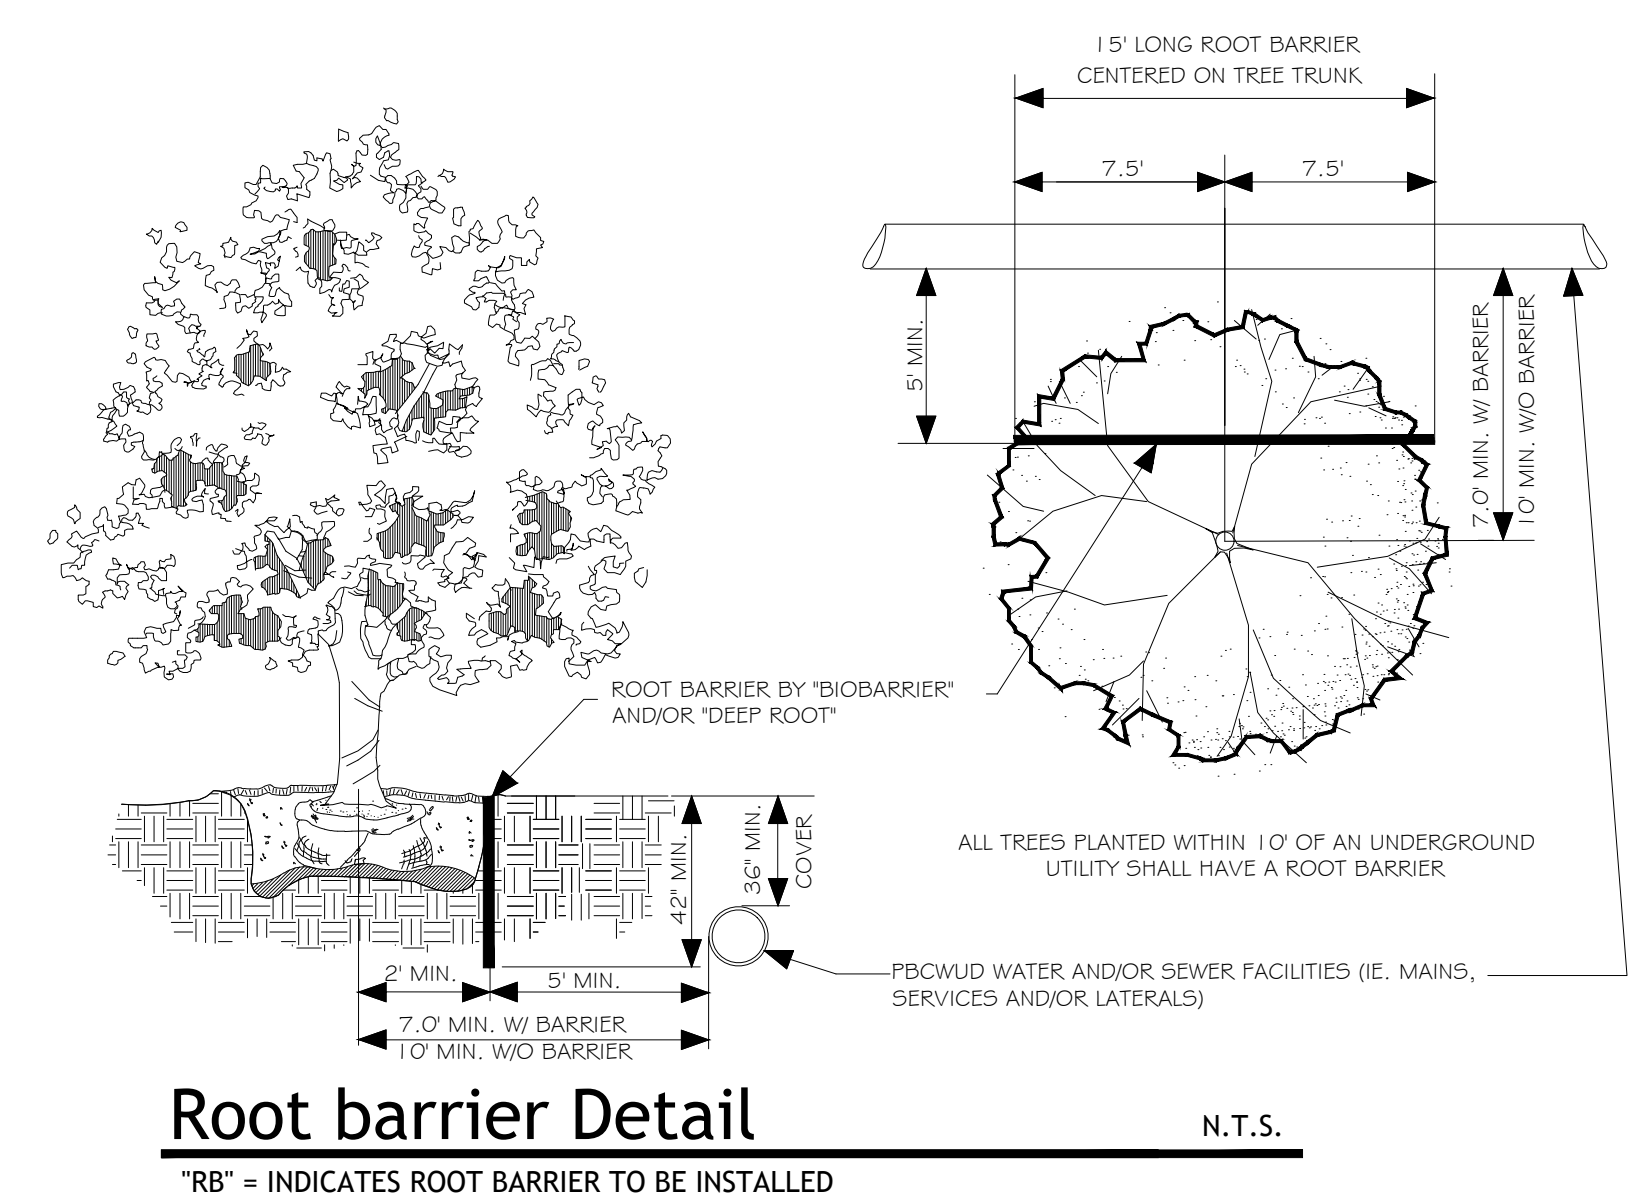 15' LONG ROOT BARRIER
CENTERED ON TREE TRUNK
7.5'
7.5'
5' MIN.
7.0' MIN. W/ BARRIER
10' MIN. W/O BARRIER
ROOT BARRIER BY "BIOBARRIER"
AND/OR "DEEP ROOT"
42" MIN.
36" MIN.
COVER
ALL TREES PLANTED WITHIN 10' OF AN UNDERGROUND
UTILITY SHALL HAVE A ROOT BARRIER
PBCWUD WATER AND/OR SEWER FACILITIES (IE. MAINS,
SERVICES AND/OR LATERALS)
2' MIN.
5' MIN.
7.0' MIN. W/ BARRIER
10' MIN. W/O BARRIER
Root barrier Detail
N.T.S.
"RB" = INDICATES ROOT BARRIER TO BE INSTALLED